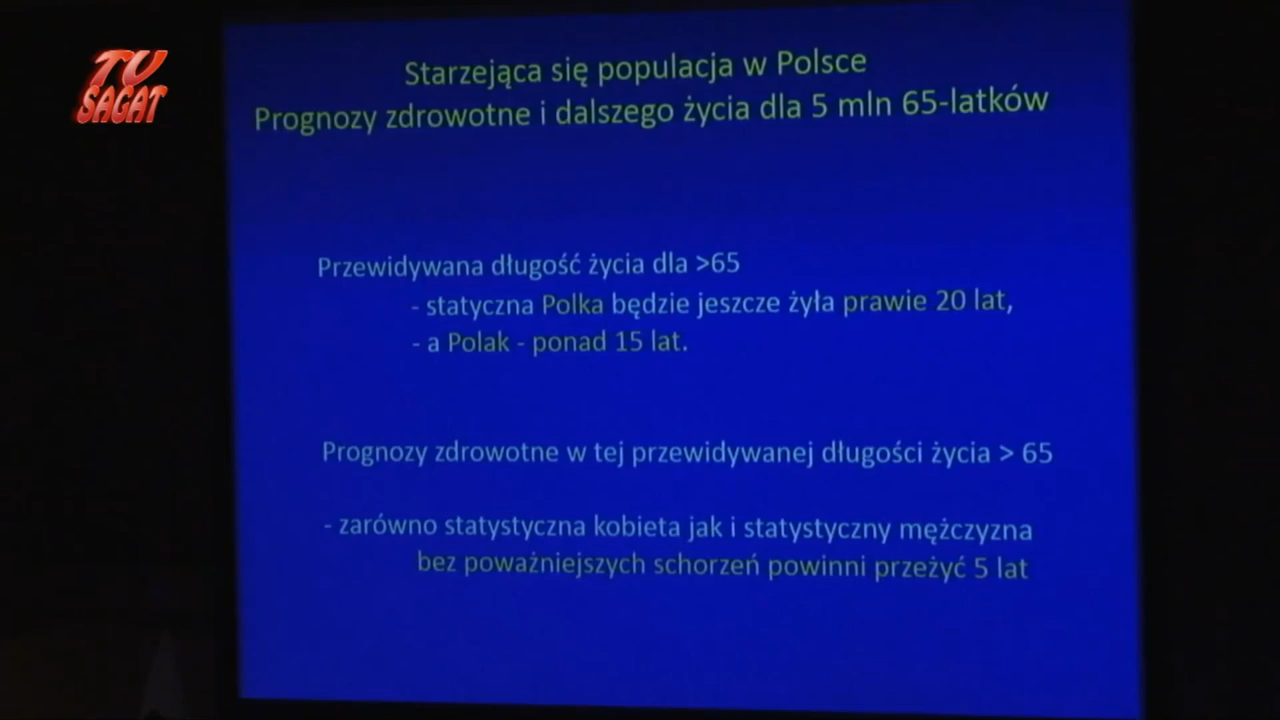 TV
SAGAT
Starzejąca się populacja w Polsce
Prognozy zdrowotne i dalszego życia dla 5 mln 65-latków
Przewidywana długość życia dla >65
- statyczna Polka będzie jeszcze żyła prawie 20 lat,
- a Polak - ponad 15 lat.
Prognozy zdrowotne w tej przewidywanej długości życia > 65
- zarówno statystyczna kobieta jak i statystyczny mężczyzna
bez poważniejszych schorzeń powinni przeżyć 5 lat